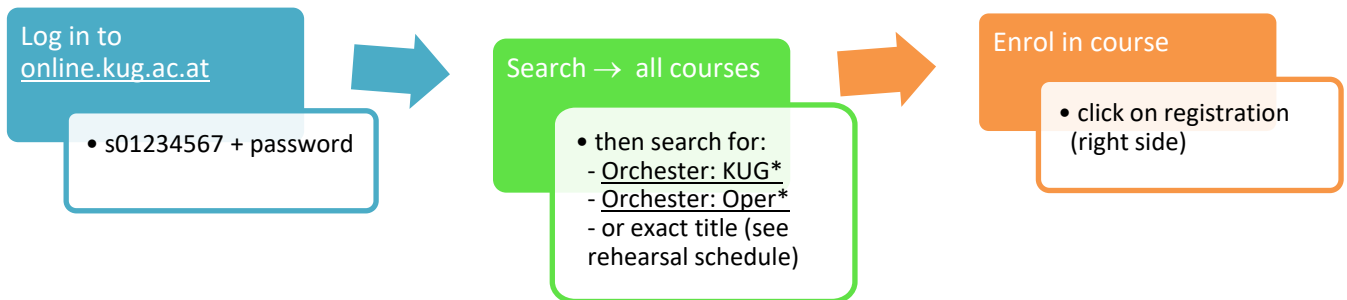 Log in to
online.kug.ac.at
• s01234567 + password
Search → all courses
• then search for:
- Orchester: KUG*
- Orchester: Oper*
- or exact title (see
rehearsal schedule)
Enrol in course
• click on registration
(right side)